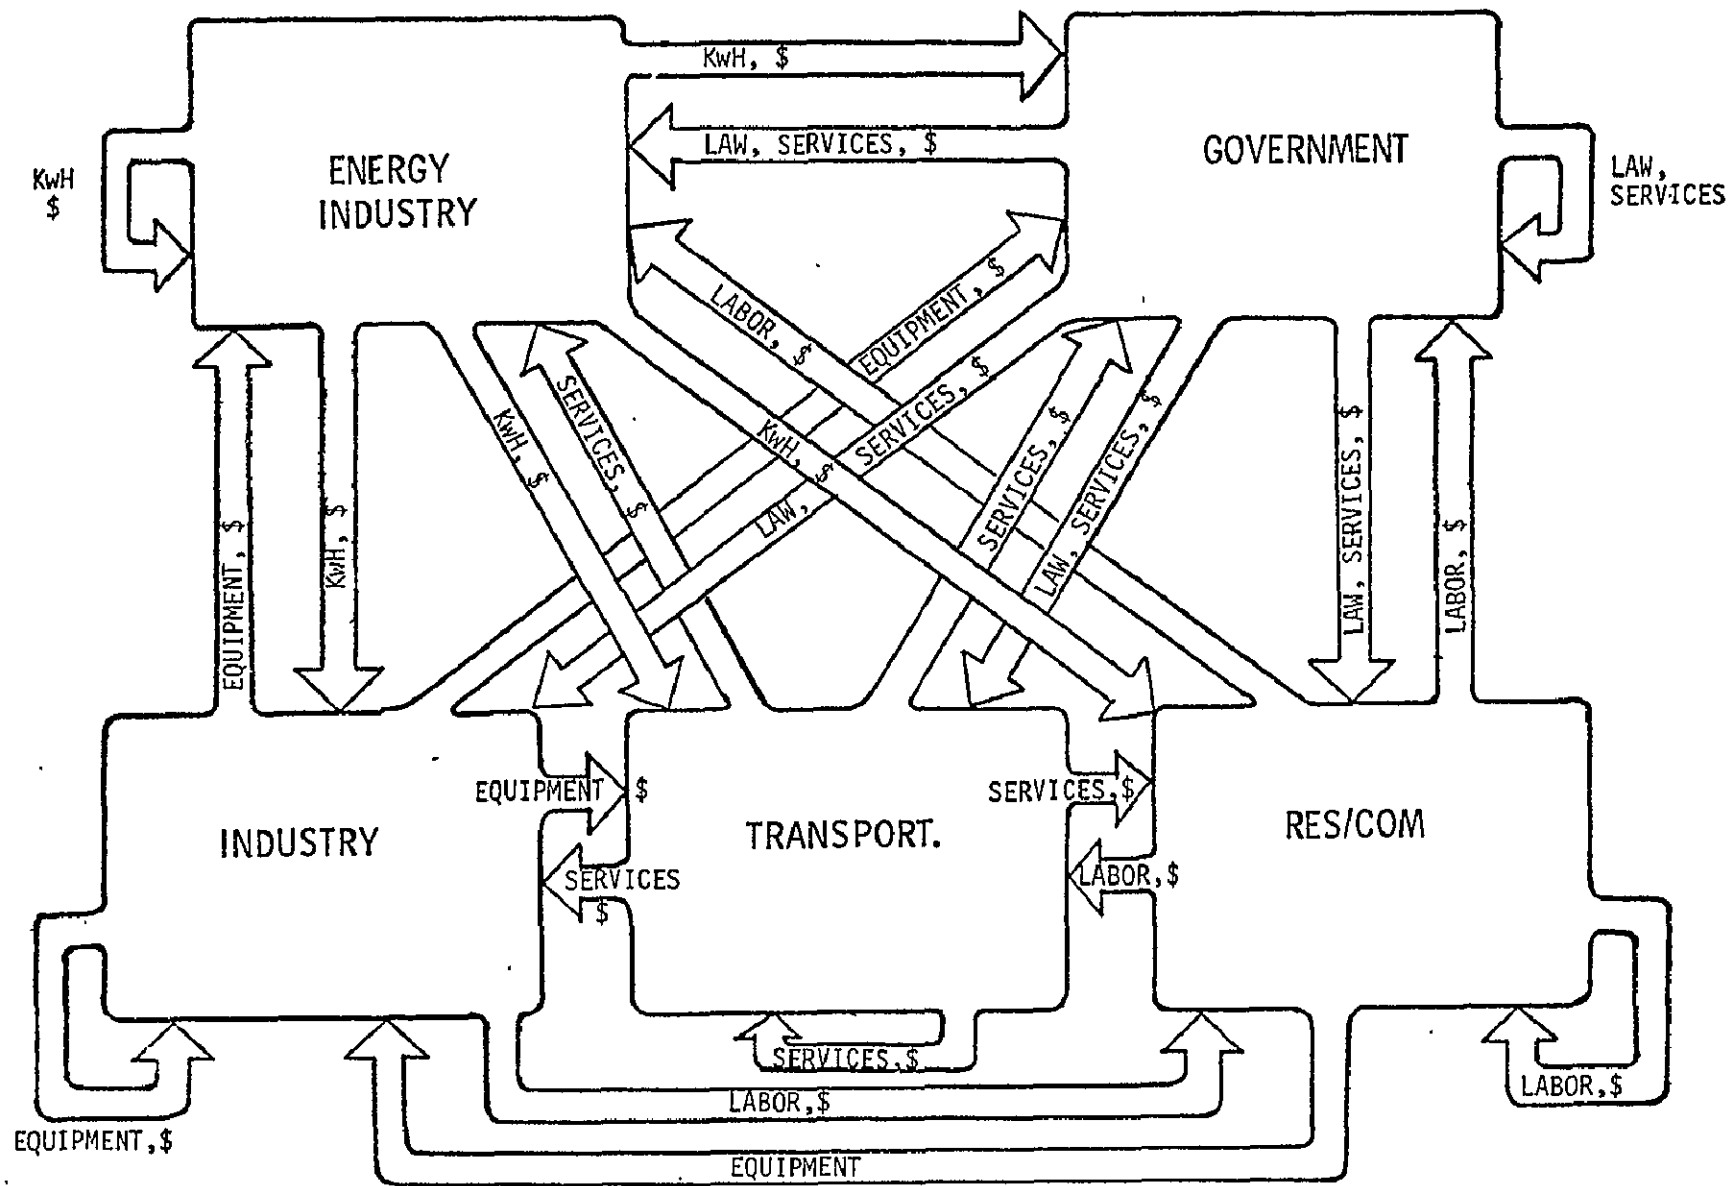 KwH, $
LAW, SERVICES, $
ENERGY
INDUSTRY
GOVERNMENT
KwH
$
LAW,
SERVICES
LABOR, $
EQUIPMENT, $
KwH, $
SERVICES, $
KwH, $
LAW, SERVICES, $
SERVICES, $
LAW, SERVICES, $
EQUIPMENT, $
KwH, $
LAW, SERVICES, $
LABOR, $
EQUIPMENT $
SERVICES,$
INDUSTRY
TRANSPORT.
RES/COM
SERVICES
$
LABOR,$
SERVICES,$
LABOR,$
LABOR,$
EQUIPMENT,$
EQUIPMENT